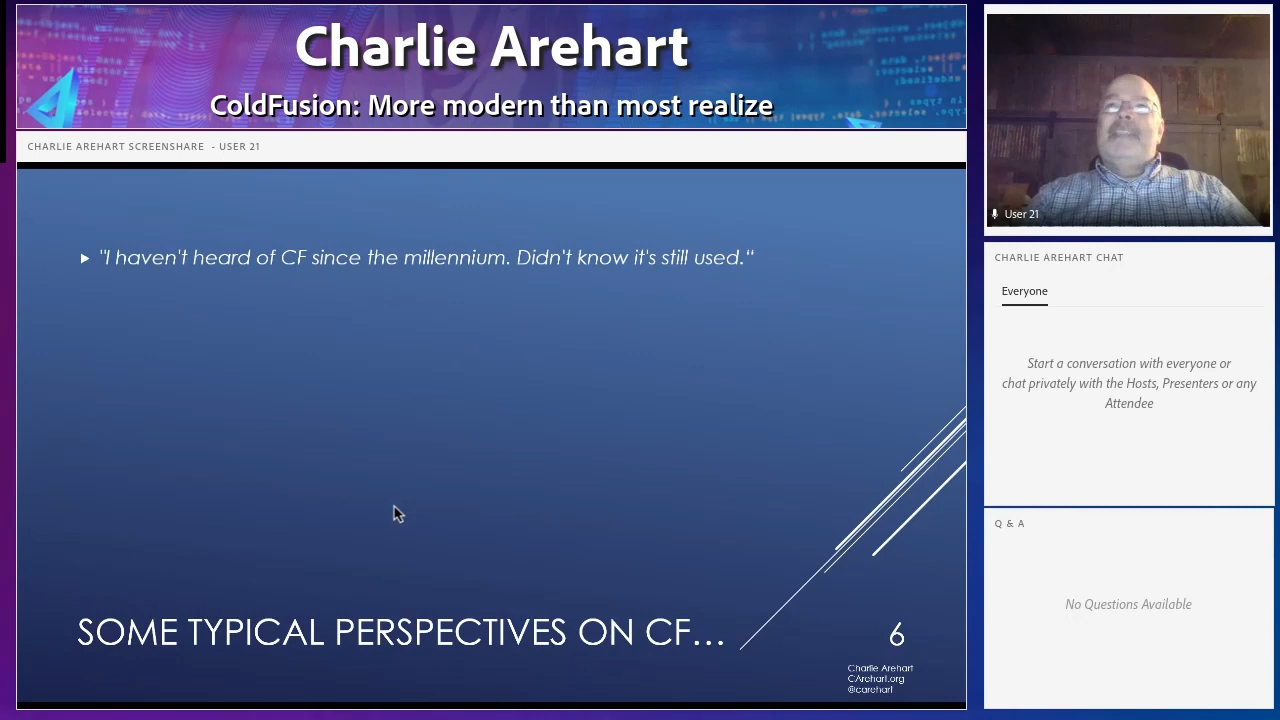 Charlie Arehart
ColdFusion: More modern than most realize
CHARLIE AREHART SCREENSHARE - USER 21
"I haven't heard of CF since the millennium. Didn't know it's still used.“
SOME TYPICAL PERSPECTIVES ON CF...
6
Charlie Arehart
CArehart.org
@carehart
User 21
CHARLIE AREHART CHAT
Everyone
Start a conversation with everyone or
chat privately with the Hosts, Presenters or any
Attendee
Q & A
No Questions Available